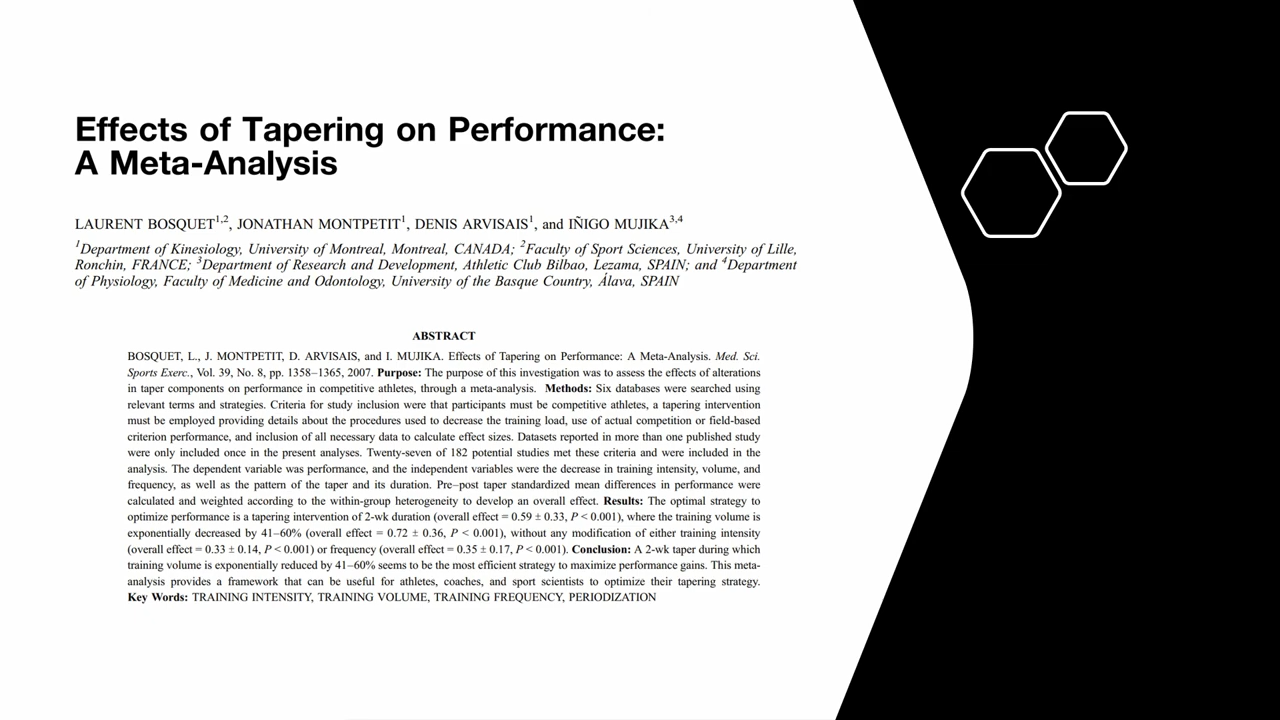 Effects of Tapering on Performance:
A Meta-Analysis
LAURENT BOSQUET1,2, JONATHAN MONTPETIT1, DENIS ARVISAIS1, and IÑIGO MUJIKA3,4
1Department of Kinesiology, University of Montreal, Montreal, CANADA; 2Faculty of Sport Sciences, University of Lille,
Ronchin, FRANCE; 3Department of Research and Development, Athletic Club Bilbao, Lezama, SPAIN; and 4Department
of Physiology, Faculty of Medicine and Odontology, University of the Basque Country, Álava, SPAIN
ABSTRACT
BOSQUET, L., J. MONTPETIT, D. ARVISAIS, and I. MUJIKA. Effects of Tapering on Performance: A Meta-Analysis. Med. Sci.
Sports Exerc., Vol. 39, No. 8, pp. 1358–1365, 2007. Purpose: The purpose of this investigation was to assess the effects of alterations
in taper components on performance in competitive athletes, through a meta-analysis. Methods: Six databases were searched using
relevant terms and strategies. Criteria for study inclusion were that participants must be competitive athletes, a tapering intervention
must be employed providing details about the procedures used to decrease the training load, use of actual competition or field-based
criterion performance, and inclusion of all necessary data to calculate effect sizes. Datasets reported in more than one published study
were only included once in the present analyses. Twenty-seven of 182 potential studies met these criteria and were included in the
analysis. The dependent variable was performance, and the independent variables were the decrease in training intensity, volume, and
frequency, as well as the pattern of the taper and its duration. Pre–post taper standardized mean differences in performance were
calculated and weighted according to the within-group heterogeneity to develop an overall effect. Results: The optimal strategy to
optimize performance is a tapering intervention of 2-wk duration (overall effect = 0.59 ± 0.33, P < 0.001), where the training volume is
exponentially decreased by 41–60% (overall effect = 0.72 ± 0.36, P < 0.001), without any modification of either training intensity
(overall effect = 0.33 ± 0.14, P < 0.001) or frequency (overall effect = 0.35 ± 0.17, P < 0.001). Conclusion: A 2-wk taper during which
training volume is exponentially reduced by 41–60% seems to be the most efficient strategy to maximize performance gains. This meta-
analysis provides a framework that can be useful for athletes, coaches, and sport scientists to optimize their tapering strategy.
Key Words: TRAINING INTENSITY, TRAINING VOLUME, TRAINING FREQUENCY, PERIODIZATION